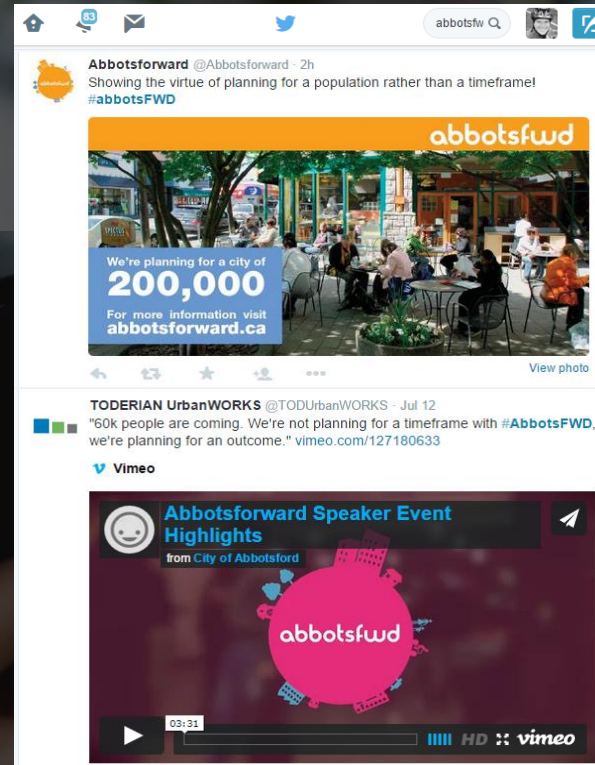 83
abbotsfw
Abbotsforward @Abbotsforward · 2h
Showing the virtue of planning for a population rather than a timeframe!
#abbotsFWD
abbotsfwd
We're planning for a city of
200,000
For more information visit
abbotsforward.ca
View photo
TODERIAN UrbanWORKS @TODUrbanWORKS · Jul 12
"60k people are coming. We're not planning for a timeframe with #AbbotsFWD,
we're planning for an outcome." vimeo.com/127180633
Vimeo
Abbotsforward Speaker Event
Highlights
from City of Abbotsford
abbotsfwd
03:31
HD vimeo